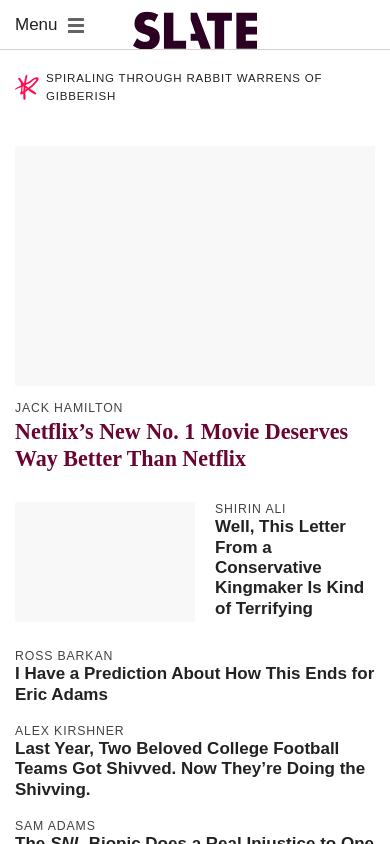 Menu
SLATE
SPIRALING THROUGH RABBIT WARRENS OF
GIBBERISH
JACK HAMILTON
Netflix’s New No. 1 Movie Deserves
Way Better Than Netflix
SHIRIN ALI
Well, This Letter
From a
Conservative
Kingmaker Is Kind
of Terrifying
ROSS BARKAN
I Have a Prediction About How This Ends for
Eric Adams
ALEX KIRSHNER
Last Year, Two Beloved College Football
Teams Got Shivved. Now They’re Doing the
Shivving.
SAM ADAMS
The SNL Biopic Does a Real Injustice to One